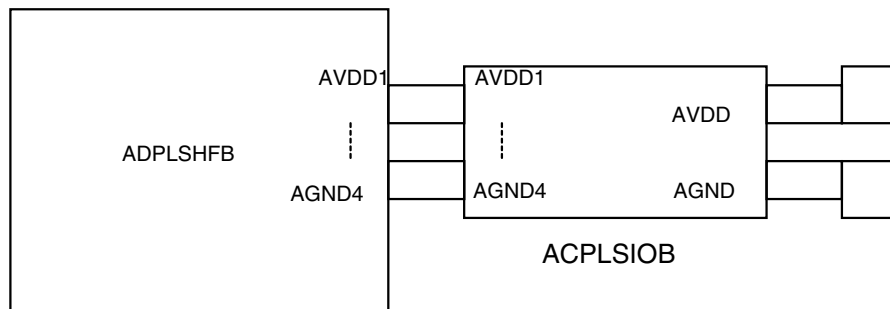 AVDD1 AVDD1
AVDD
ADPLSHFB
AGND4 AGND4 AGND
ACPLSIOB